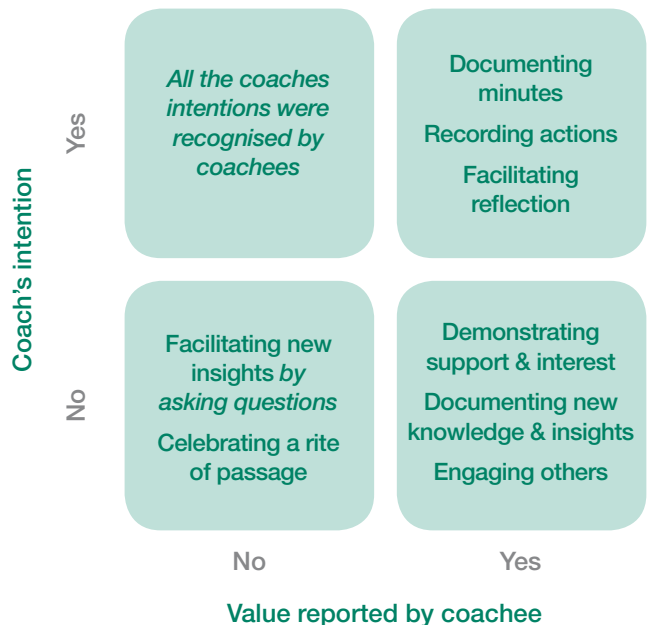 Coach's intention
Yes
All the coaches
intentions were
recognised by
coachees
Documenting
minutes
Recording actions
Facilitating
reflection
No
Facilitating new
insights by
asking questions
Celebrating a rite
of passage
Demonstrating
support & interest
Documenting new
knowledge & insights
Engaging others
No
Yes
Value reported by coachee